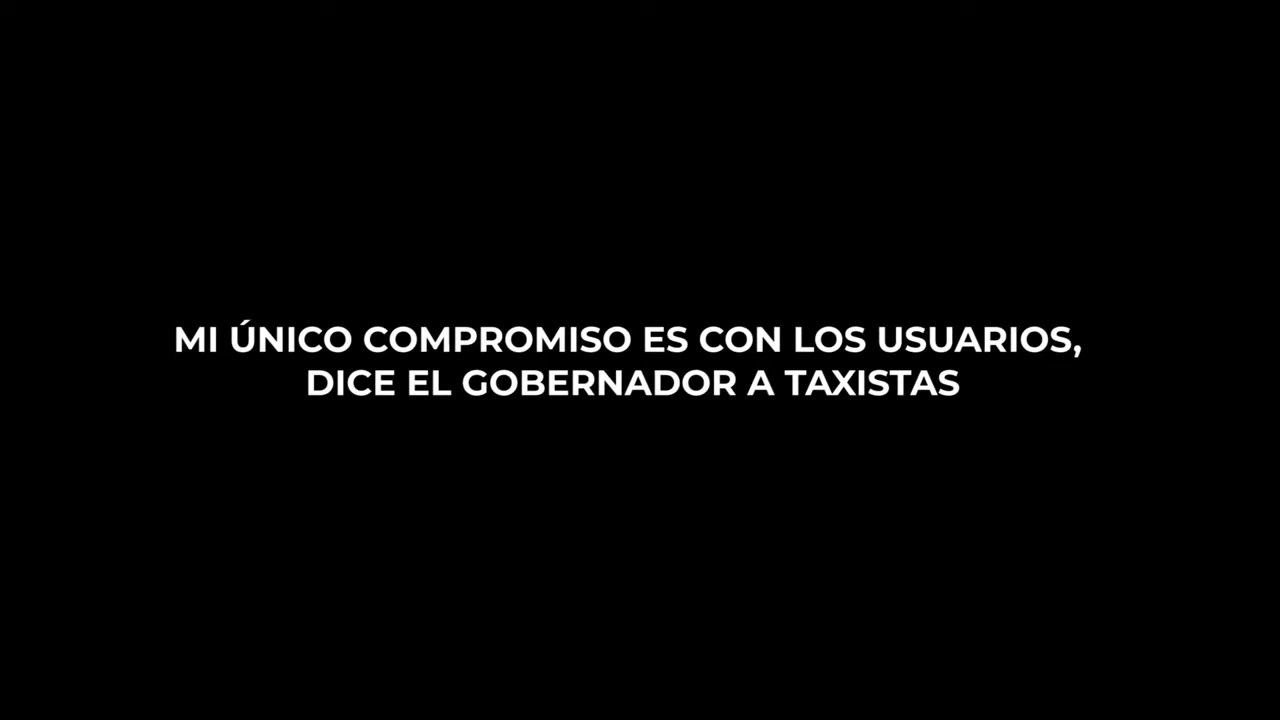 MI ÚNICO COMPROMISO ES CON LOS USUARIOS,
DICE EL GOBERNADOR A TAXISTAS